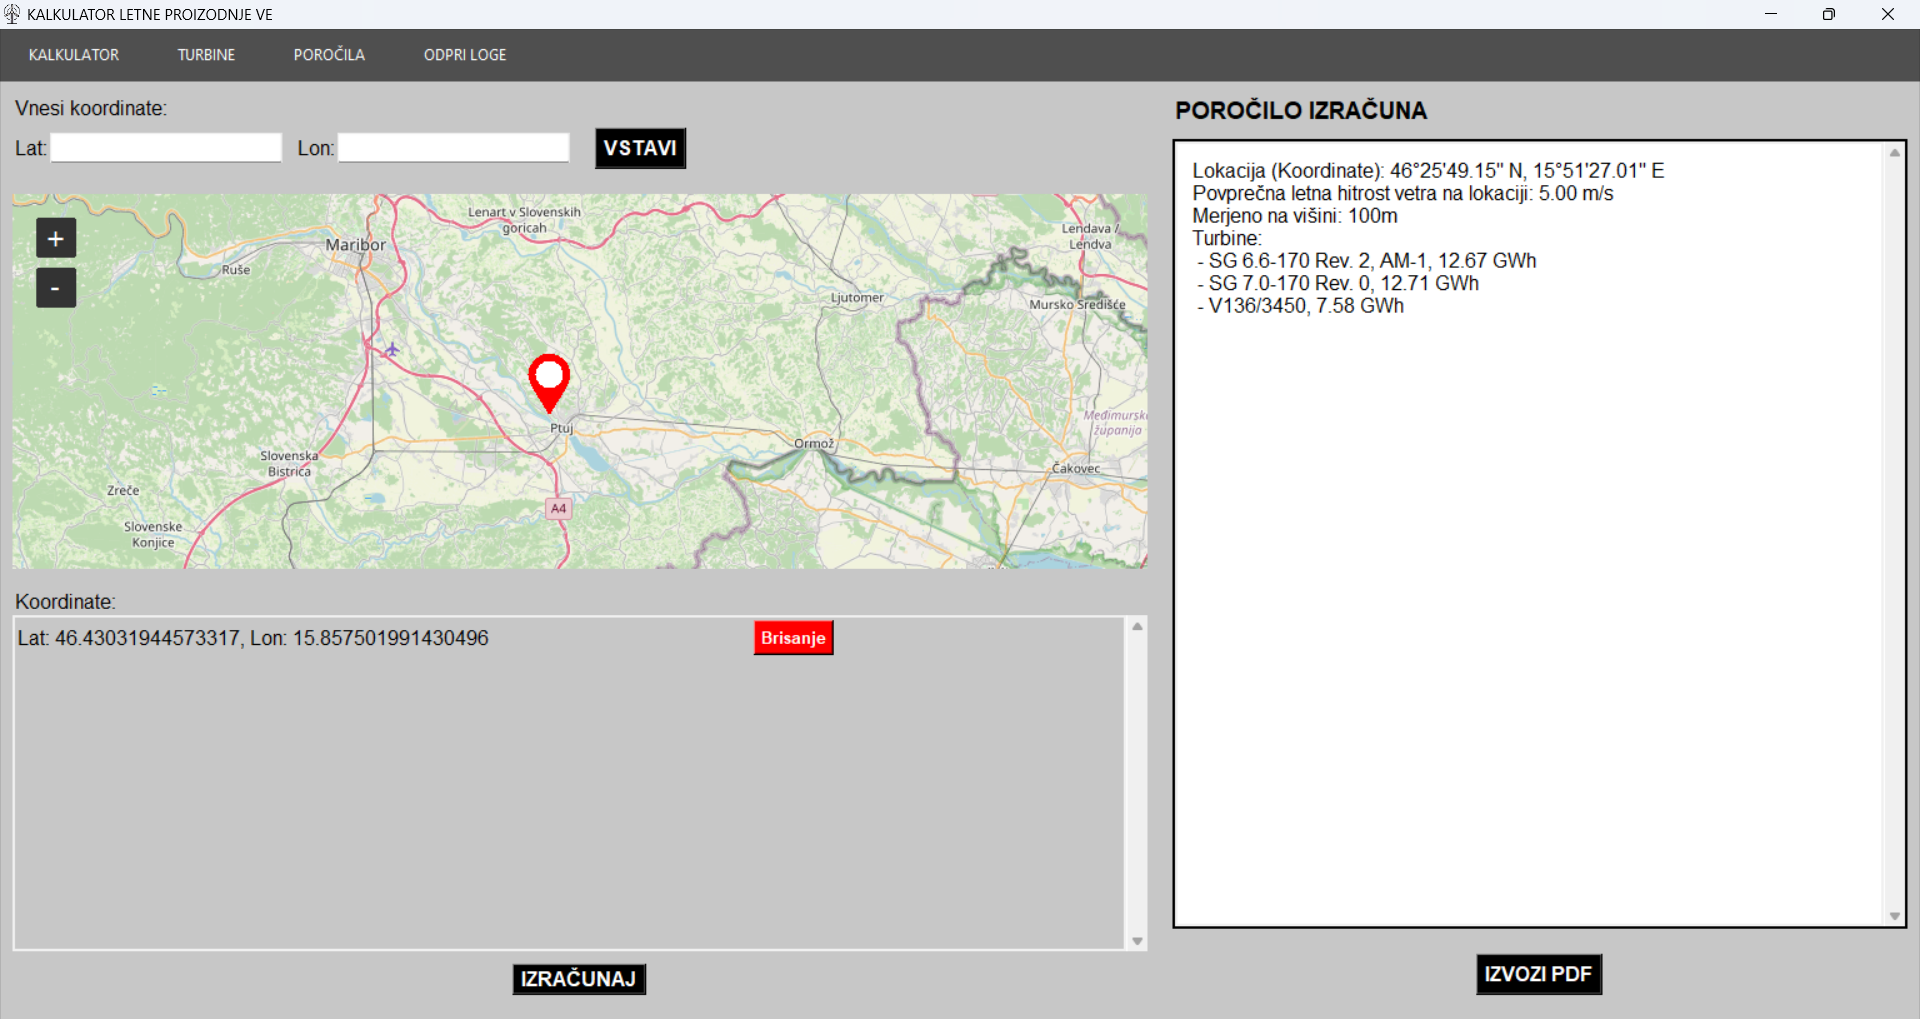 KALKULATOR LETNE PROIZODNJE VE
KALKULATOR
TURBINE
POROČILA
ODPRI LOGE
Vnesi koordinate:
Lat:
Lon:
VSTAVI
+
-
Lenart v Slovenskih
goricah
Maribor
Ruše
Lendava /
Lendva
Ljutomer
Mursko Središće
Ptuj
Ormož
Međimursk
županija
Čakovec
Slovenska
Bistrica
Zreče
A4
Slovenske
Konjice
Koordinate:
Lat: 46.43031944573317, Lon: 15.857501991430496
Brisanje
IZRAČUNAJ
POROČILO IZRAČUNA
Lokacija (Koordinate): 46°25'49.15" N, 15°51'27.01" E
Povprečna letna hitrost vetra na lokaciji: 5.00 m/s
Merjeno na višini: 100m
Turbine:
- SG 6.6-170 Rev. 2, AM-1, 12.67 GWh
- SG 7.0-170 Rev. 0, 12.71 GWh
- V136/3450, 7.58 GWh
IZVOZI PDF